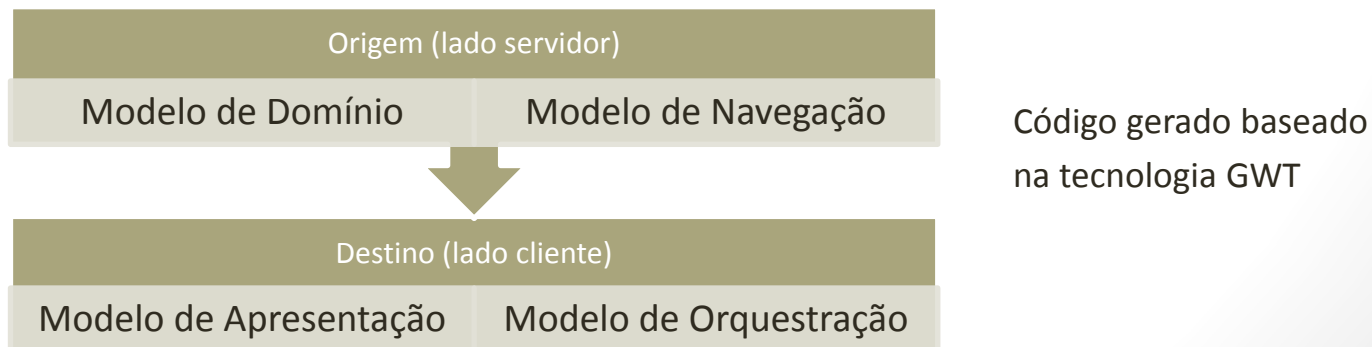 Origem (lado servidor)
Modelo de Domínio
Modelo de Navegação
Código gerado baseado
na tecnologia GWT
Destino (lado cliente)
Modelo de Apresentação
Modelo de Orquestração